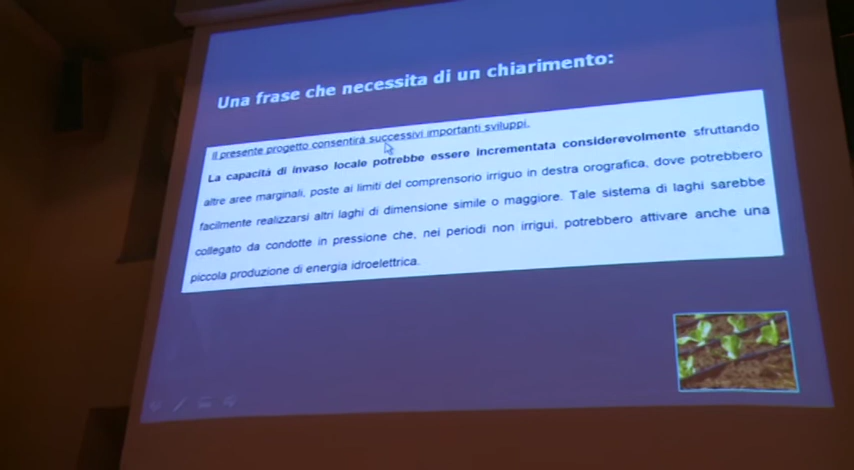 Una frase che necessita di un chiarimento:
Il presente progetto consentirà successivi importanti sviluppi.
La capacità di invaso locale potrebbe essere incrementata considerevolmente sfruttando
altre aree marginali, poste ai limiti del comprensorio irriguo in destra orografica, dove potrebbero
facilmente realizzarsi altri laghi di dimensione simile o maggiore. Tale sistema di laghi sarebbe
collegato da condotte in pressione che, nei periodi non irrigui, potrebbero attivare anche una
piccola produzione di energia idroelettrica.